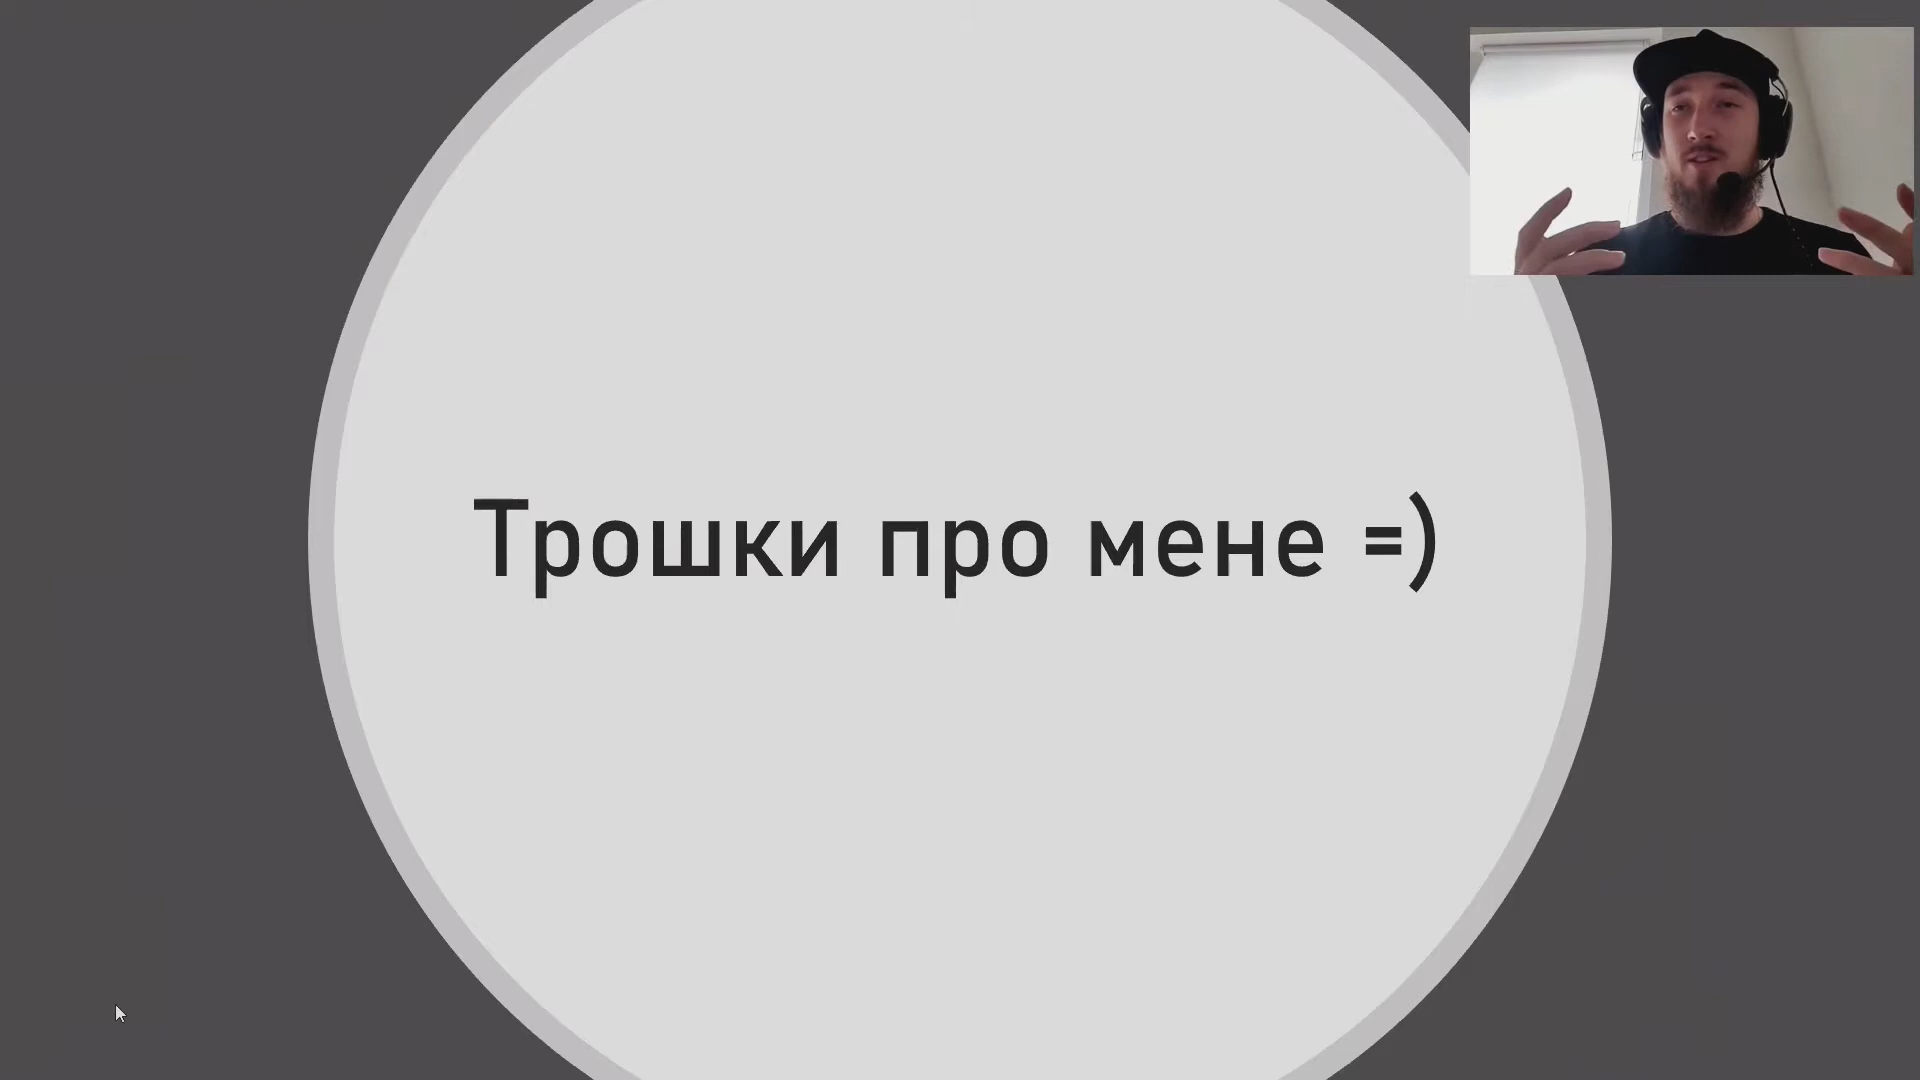 Трошки про мене =)